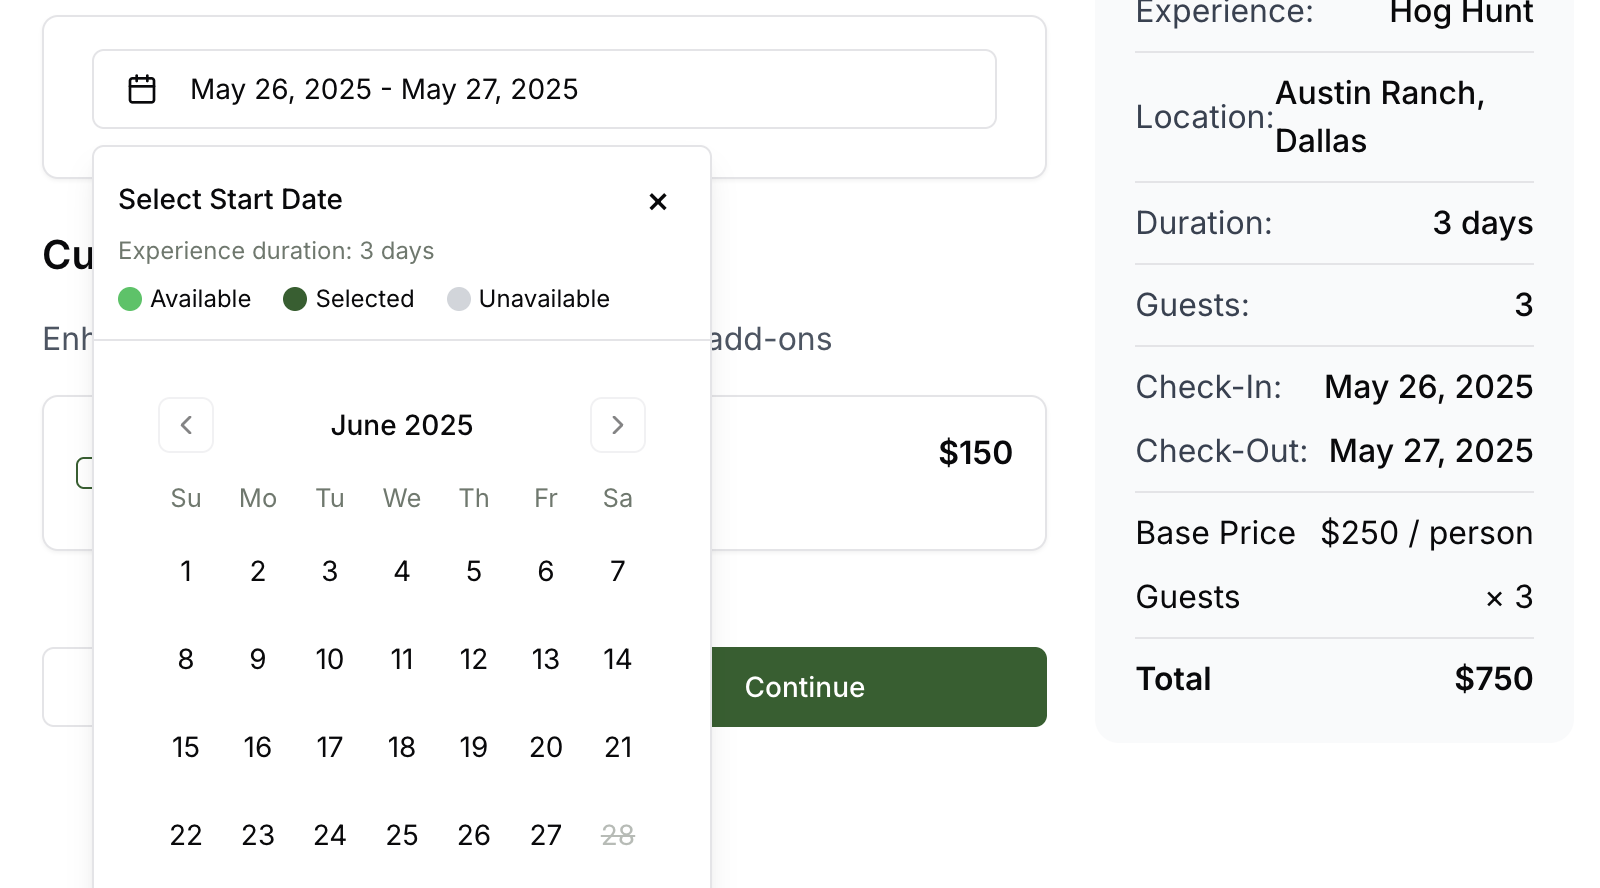 May 26, 2025 - May 27, 2025
Select Start Date
Experience duration: 3 days
Available Selected Unavailable
add-ons
June 2025
Su Mo Tu We Th Fr Sa
1 2 3 4 5 6 7
8 9 10 11 12 13 14
15 16 17 18 19 20 21
22 23 24 25 26 27 28
$150
Continue
Experience: Hog Hunt
Location: Austin Ranch,
Dallas
Duration: 3 days
Guests: 3
Check-In: May 26, 2025
Check-Out: May 27, 2025
Base Price $250 / person
Guests × 3
Total $750